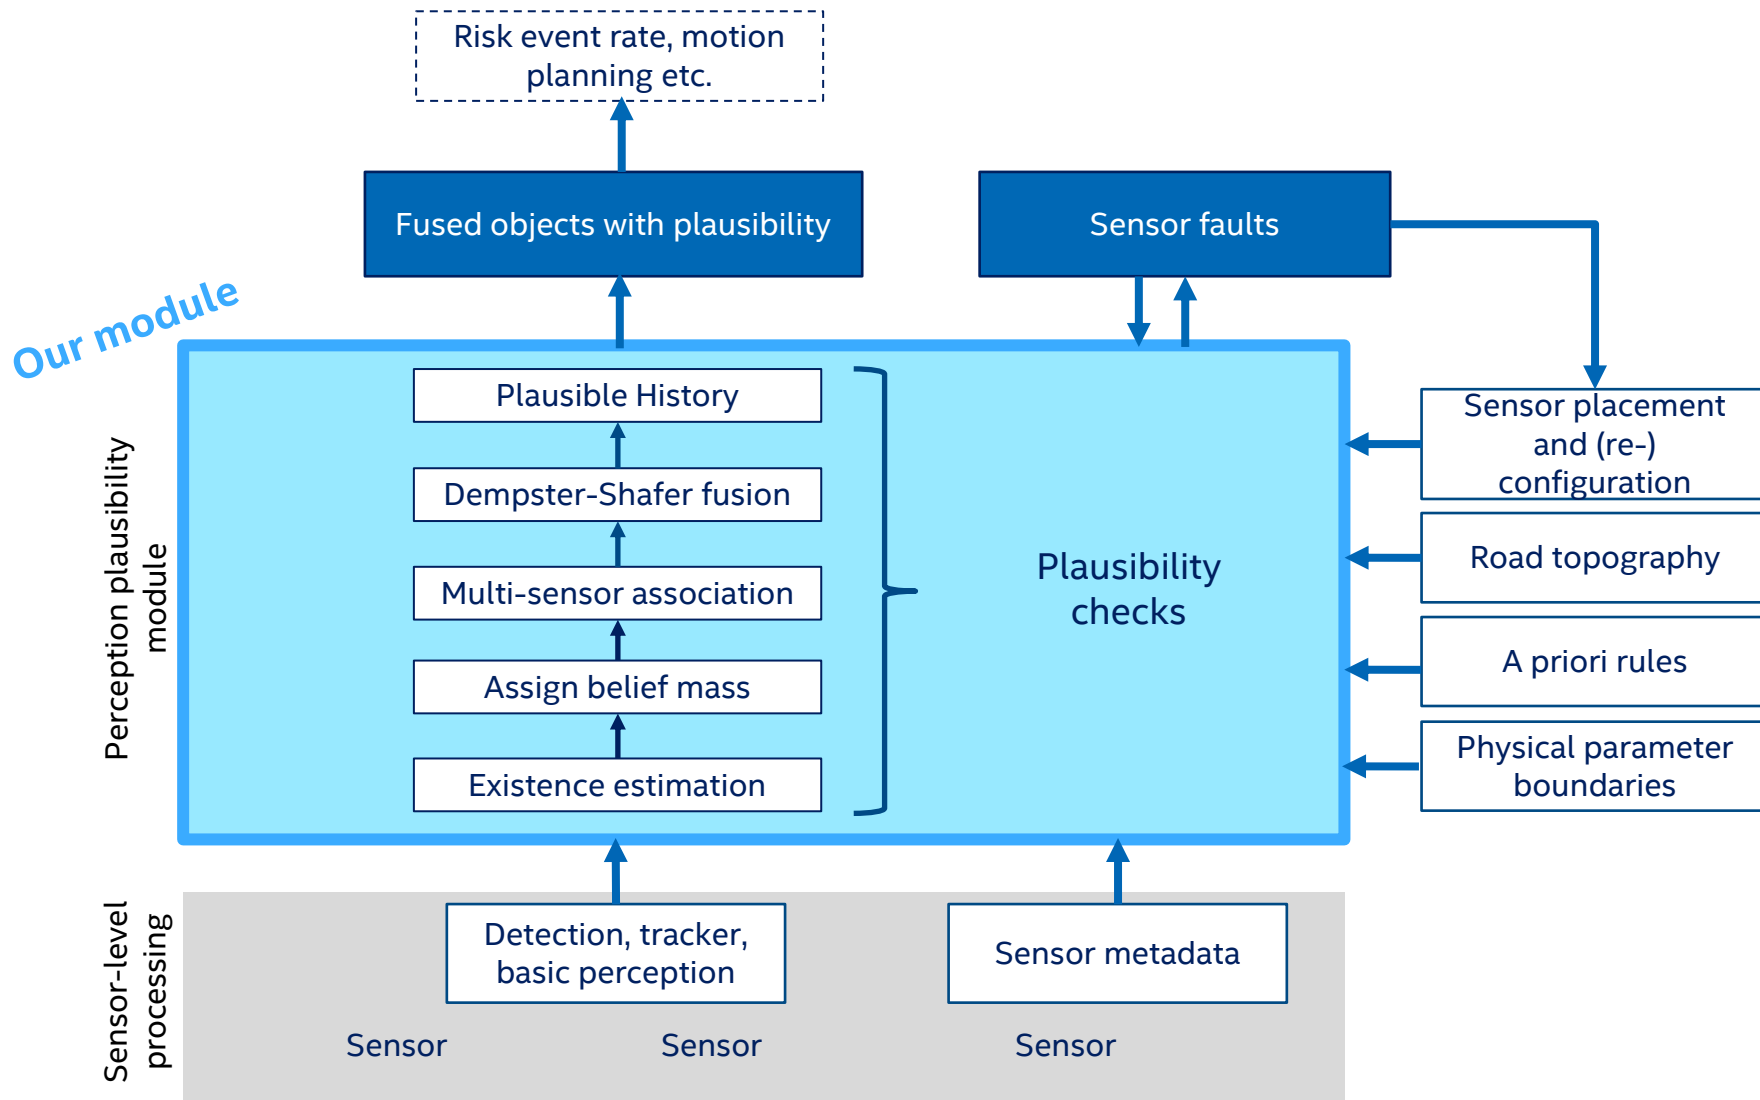 Risk event rate, motion
planning etc.
Fused objects with plausibility
Sensor faults
Our module
Perception plausibility
module
Plausible History
Dempster-Shafer fusion
Multi-sensor association
Assign belief mass
Existence estimation
Plausibility
checks
Sensor placement
and (re-)
configuration
Road topography
A priori rules
Physical parameter
boundaries
Sensor-level
processing
Detection, tracker,
basic perception
Sensor metadata
Sensor
Sensor
Sensor